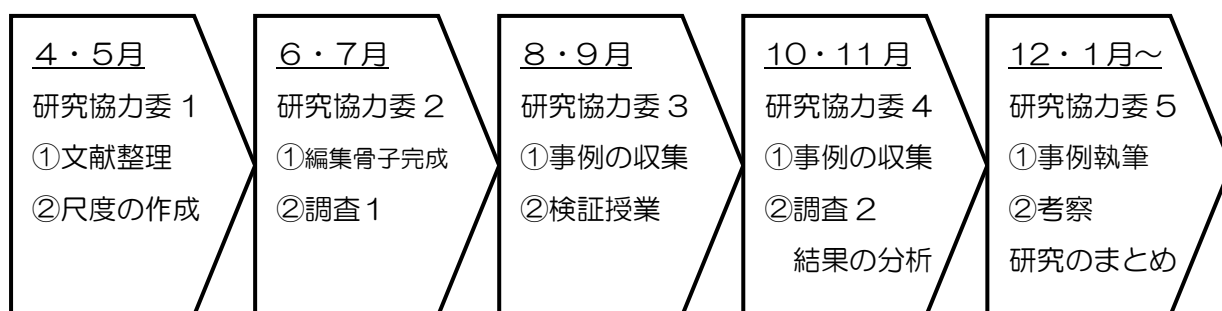 4・5月
研究協力委1
①文献整理
②尺度の作成
6・7月
研究協力委2
①編集骨子完成
②調査1
8・9月
研究協力委3
①事例の収集
②検証授業
10・11月
研究協力委4
①事例の収集
②調査2
結果の分析
12・1月~
研究協力委5
①事例執筆
②考察
研究のまとめ